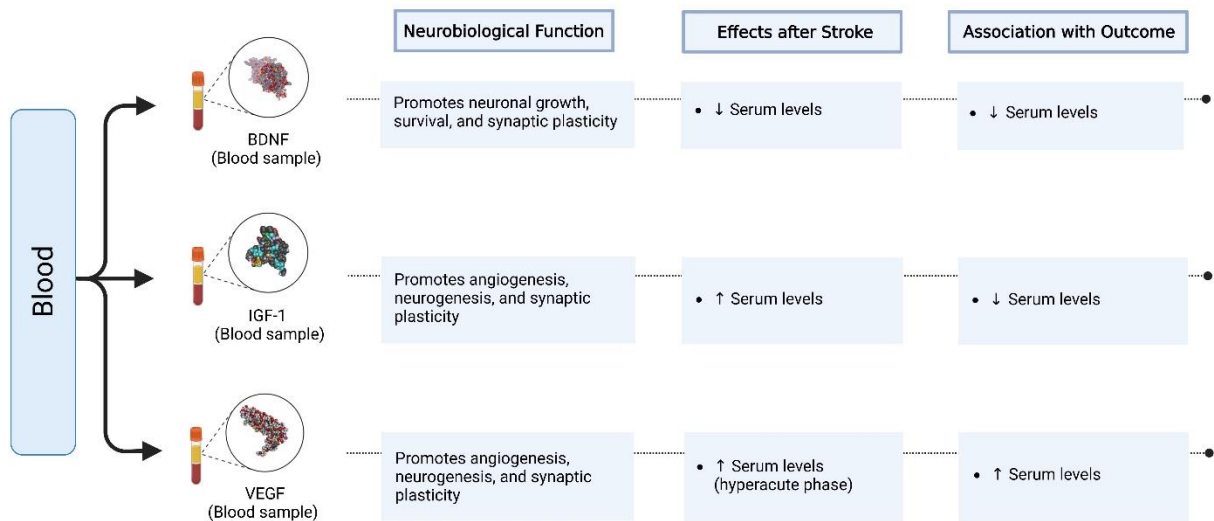 Neurobiological Function
Effects after Stroke
Association with Outcome
Blood
BDNF
(Blood sample)
Promotes neuronal growth,
survival, and synaptic plasticity
• ↓ Serum levels
• ↓ Serum levels
IGF-1
(Blood sample)
Promotes angiogenesis,
neurogenesis, and synaptic
plasticity
• ↑ Serum levels
• ↓ Serum levels
VEGF
(Blood sample)
Promotes angiogenesis,
neurogenesis, and synaptic
plasticity
• ↑ Serum levels
(hyperacute phase)
• ↑ Serum levels